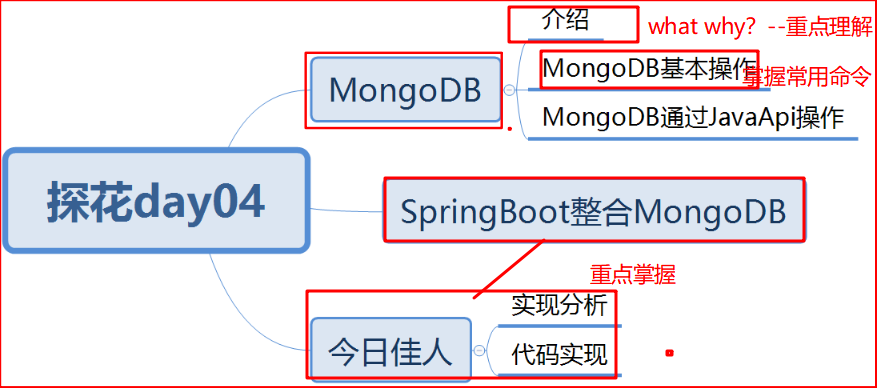 介绍
what why? --重点理解
MongoDB
MongoDB基本操作
掌握常用命令
MongoDB通过JavaApi操作
探花day04
SpringBoot整合MongoDB
重点掌握
今日佳人
实现分析
代码实现